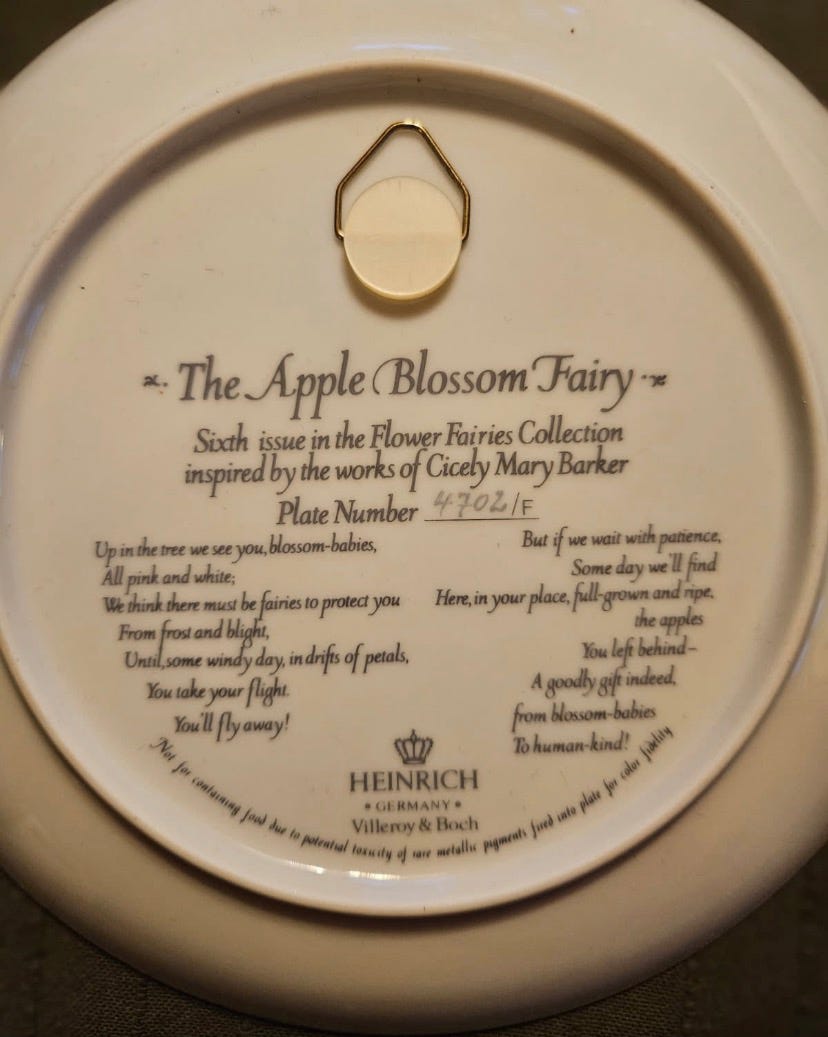 The Apple Blossom Fairy
Sixth issue in the Flower Fairies Collection
inspired by the works of Cicely Mary Barker
Plate Number 4702/F
Up in the tree we see you, blossom-babies,
All pink and white;
We think there must be fairies to protect you
From frost and blight,
Until, some windy day, in drifts of petals,
You take your flight.
You'll fly away!
But if we wait with patience,
Some day we'll find
Here, in your place, full-grown and ripe,
the apples
You left behind–
A goodly gift indeed,
from blossom-babies
To human-kind!
HEINRICH
• GERMANY •
Villeroy & Boch
Not for containing food due to potential toxicity of rare metallic pigments fired into plate for color fidelity